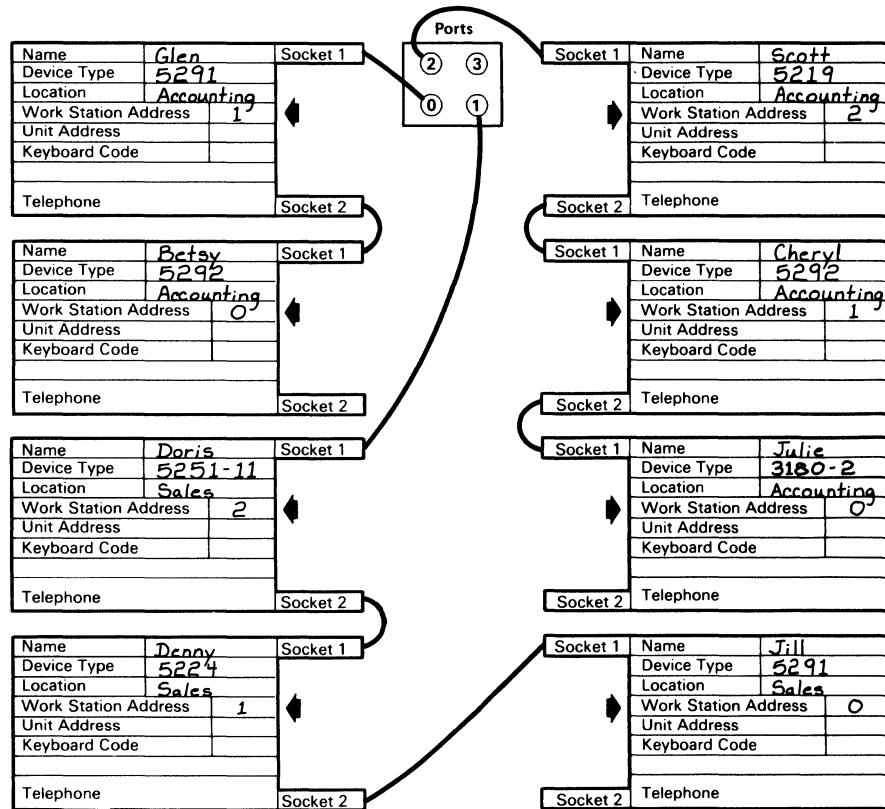 Ports
2 3
0 1
Name Glen Socket 1
Device Type 5291
Location Accounting
Work Station Address 1
Unit Address
Keyboard Code
Telephone Socket 2
Name Betsy Socket 1
Device Type 5292
Location Accounting
Work Station Address 0
Unit Address
Keyboard Code
Telephone Socket 2
Name Doris Socket 1
Device Type 5251-11
Location Sales
Work Station Address 2
Unit Address
Keyboard Code
Telephone Socket 2
Name Denny Socket 1
Device Type 5224
Location Sales
Work Station Address 1
Unit Address
Keyboard Code
Telephone Socket 2
Socket 1 Name Scott
Device Type 5219
Location Accounting
Work Station Address 2
Unit Address
Keyboard Code
Socket 2 Telephone
Socket 1 Name Cheryl
Device Type 5292
Location Accounting
Work Station Address 1
Unit Address
Keyboard Code
Socket 2 Telephone
Socket 1 Name Julie
Device Type 3180-2
Location Accounting
Work Station Address 0
Unit Address
Keyboard Code
Socket 2 Telephone
Socket 1 Name Jill
Device Type 5291
Location Sales
Work Station Address 0
Unit Address
Keyboard Code
Socket 2 Telephone